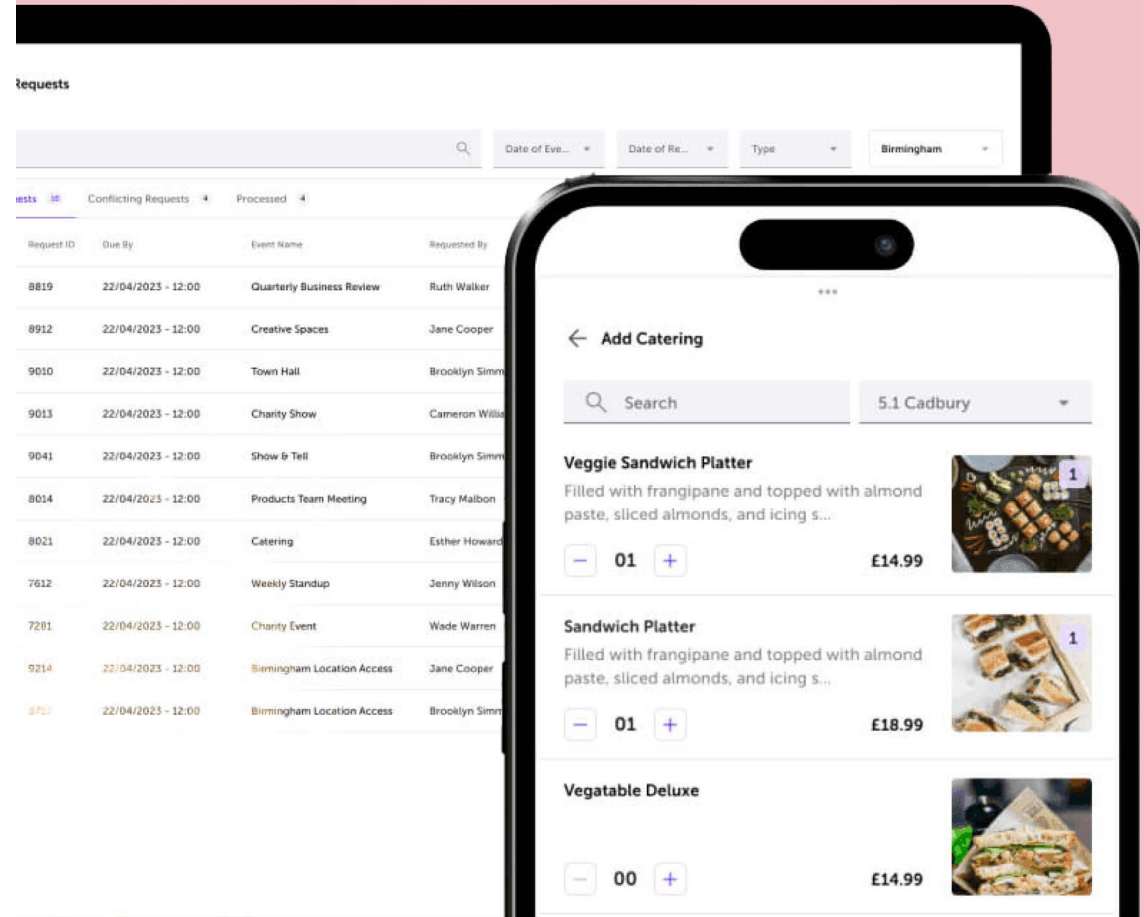 Requests
Date of Eve...
Date of Re...
Type
Birmingham
ests
Conflicting Requests 4
Processed 4
Request ID Due By Event Name Requested By
8819 22/04/2023 - 12:00 Quarterly Business Review Ruth Walker
8912 22/04/2023 - 12:00 Creative Spaces Jane Cooper
9010 22/04/2023 - 12:00 Town Hall Brooklyn Simm
9013 22/04/2023 - 12:00 Charity Show Cameron Willia
9041 22/04/2023 - 12:00 Show & Tell Brooklyn Simm
8014 22/04/2023 - 12:00 Products Team Meeting Tracy Malbon
8021 22/04/2023 - 12:00 Catering Esther Howard
7612 22/04/2023 - 12:00 Weekly Standup Jenny Wilson
7281 22/04/2023 - 12:00 Charity Event Wade Warren
9214 22/04/2023 - 12:00 Birmingham Location Access Jane Cooper
22/04/2023 - 12:00 Birmingham Location Access Brooklyn Simm
Add Catering
Search
5.1 Cadbury
Veggie Sandwich Platter
Filled with frangipane and topped with almond
paste, sliced almonds, and icing s...
1
01
£14.99
Sandwich Platter
Filled with frangipane and topped with almond
paste, sliced almonds, and icing s...
1
01
£18.99
Vegatable Deluxe
00
£14.99